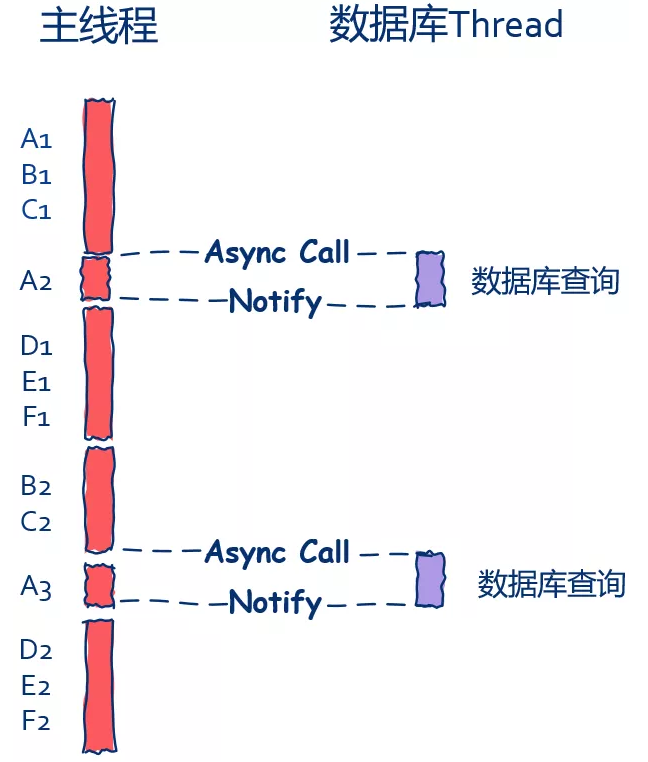 主线程 数据库Thread
A1
B1
C1
Async Call
A2
数据库查询
Notify
D1
E1
F1
B2
C2
Async Call
A3
数据库查询
Notify
D2
E2
F2